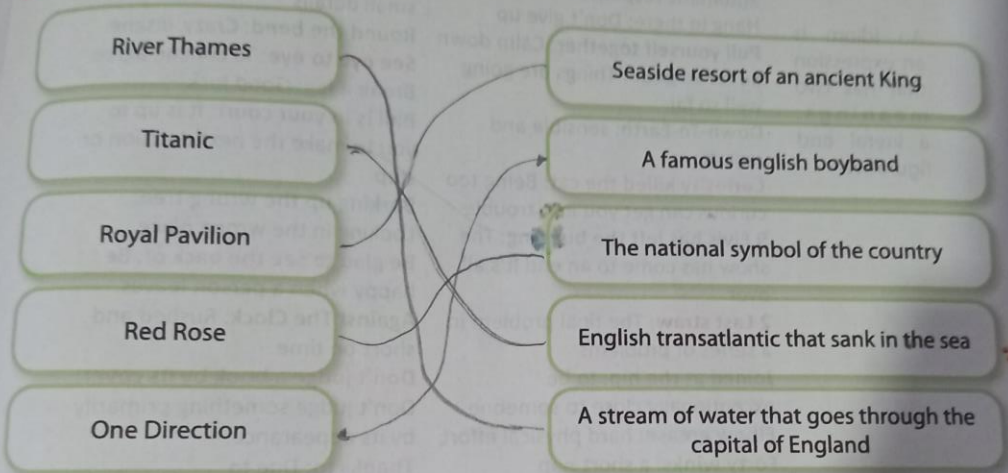 River Thames
Titanic
Royal Pavilion
Red Rose
One Direction
Seaside resort of an ancient King
A famous english boyband
The national symbol of the country
English transatlantic that sank in the sea
A stream of water that goes through the
capital of England